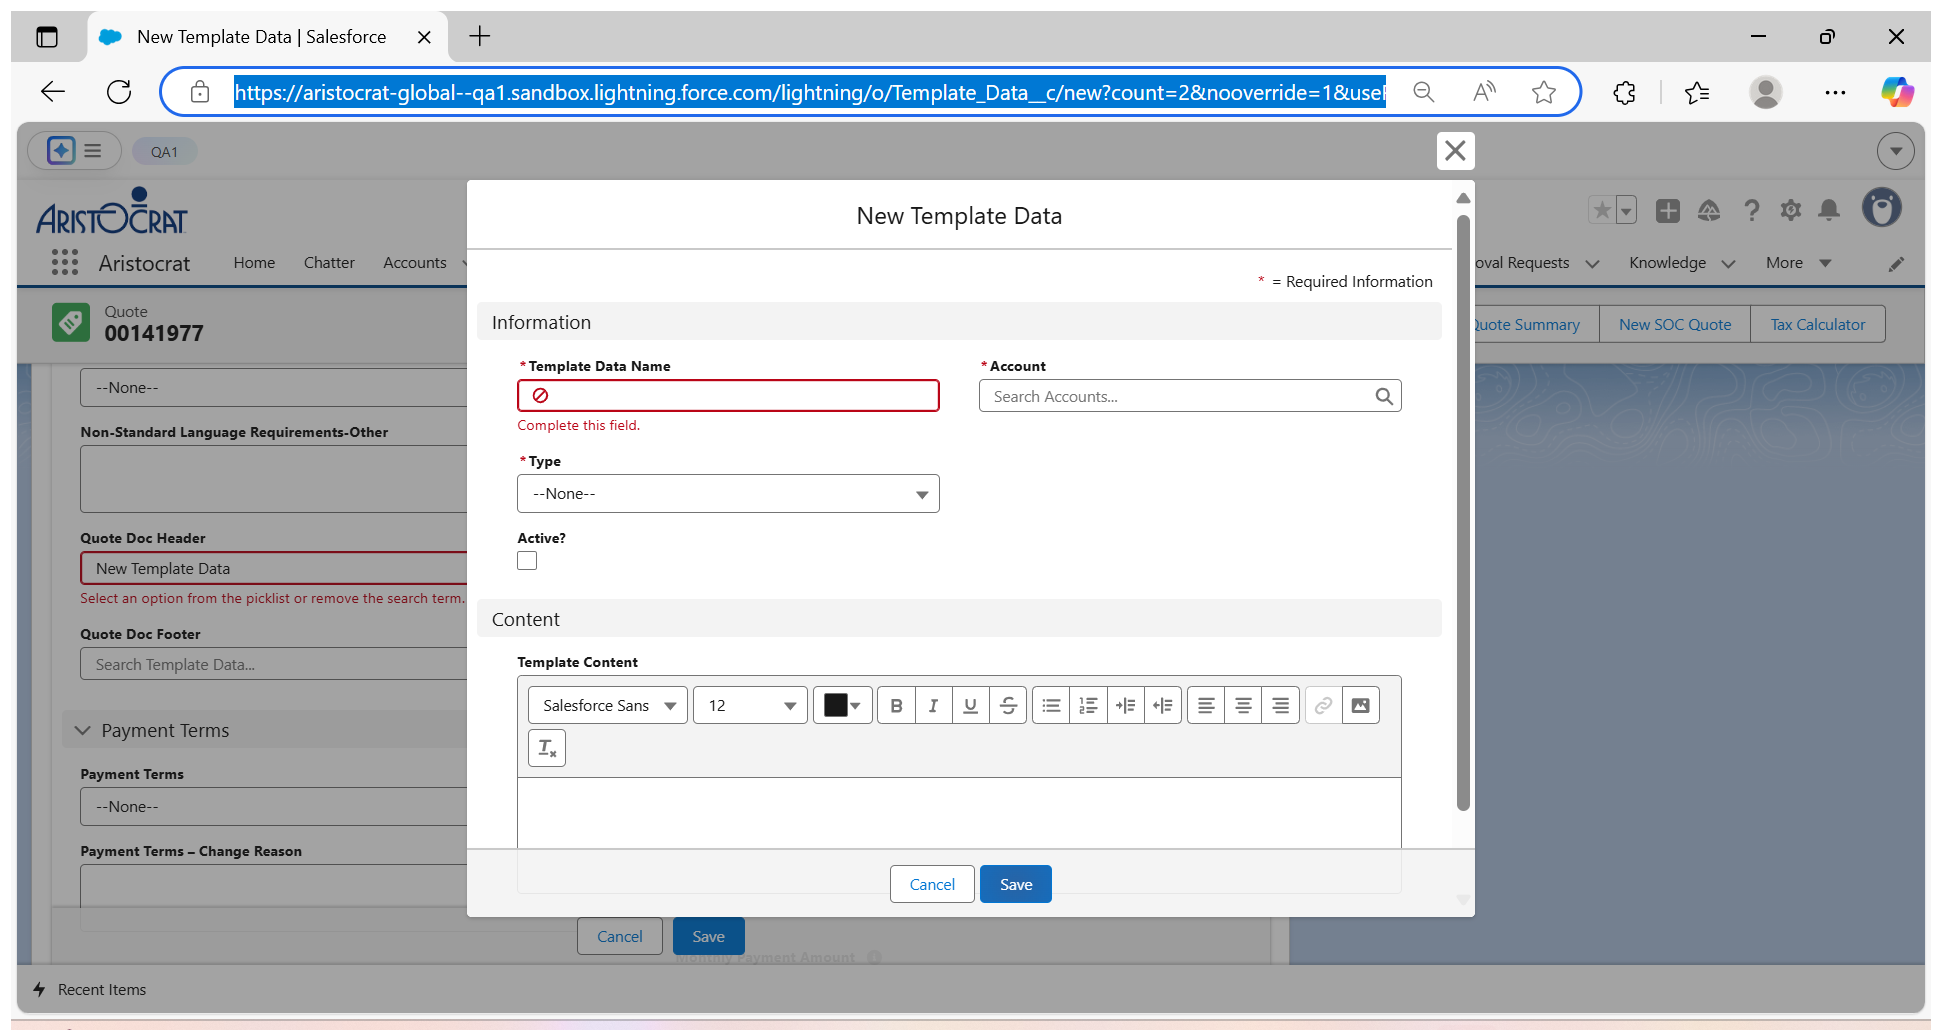 New Template Data | Salesforce
https://aristocrat-global--qa1.sandbox.lightning.force.com/lightning/o/Template_Data__c/new?count=2&nooverride=1&use
QA1
ARISTOCRAT
Aristocrat
Home
Chatter
Accounts
oval Requests
Knowledge
More
Quote
00141977
Quote Summary
New SOC Quote
Tax Calculator
--None--
Non-Standard Language Requirements-Other
Quote Doc Header
New Template Data
Select an option from the picklist or remove the search term.
Quote Doc Footer
Search Template Data...
Payment Terms
Payment Terms
--None--
Payment Terms – Change Reason
Cancel
Save
Monthly Payment Amount
Recent Items
New Template Data
* = Required Information
Information
*Template Data Name
Complete this field.
*Account
Search Accounts...
*Type
--None--
Active?
Content
Template Content
Salesforce Sans
12
B
I
U
S
Cancel
Save